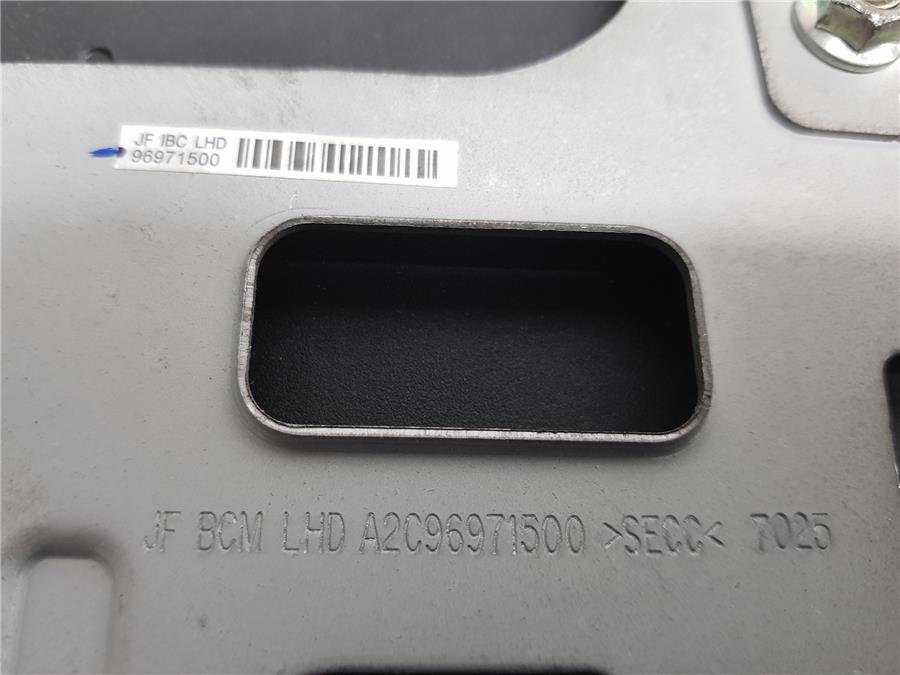 JF IBC LHD
96971500
JF BCM LHD A2C96971500 >SECC< 7025